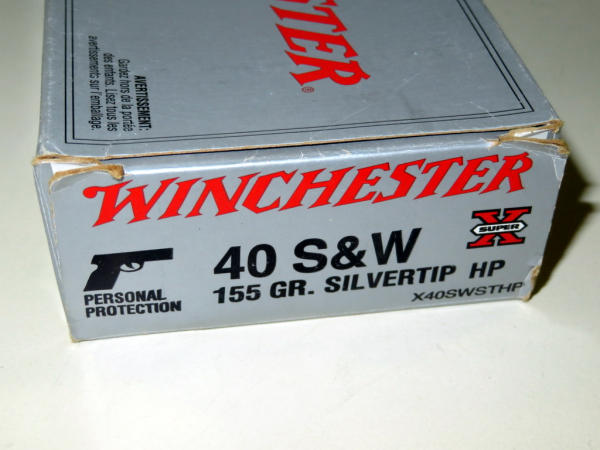 STER®
AVERTISSEMENT:
Gardez hors de la portée
des enfants. Lisez tous les
avertissements sur l'emballage.
WINCHESTER
SUPER X
40 S&W
155 GR. SILVERTIP HP
PERSONAL
PROTECTION
X40SWSTHP